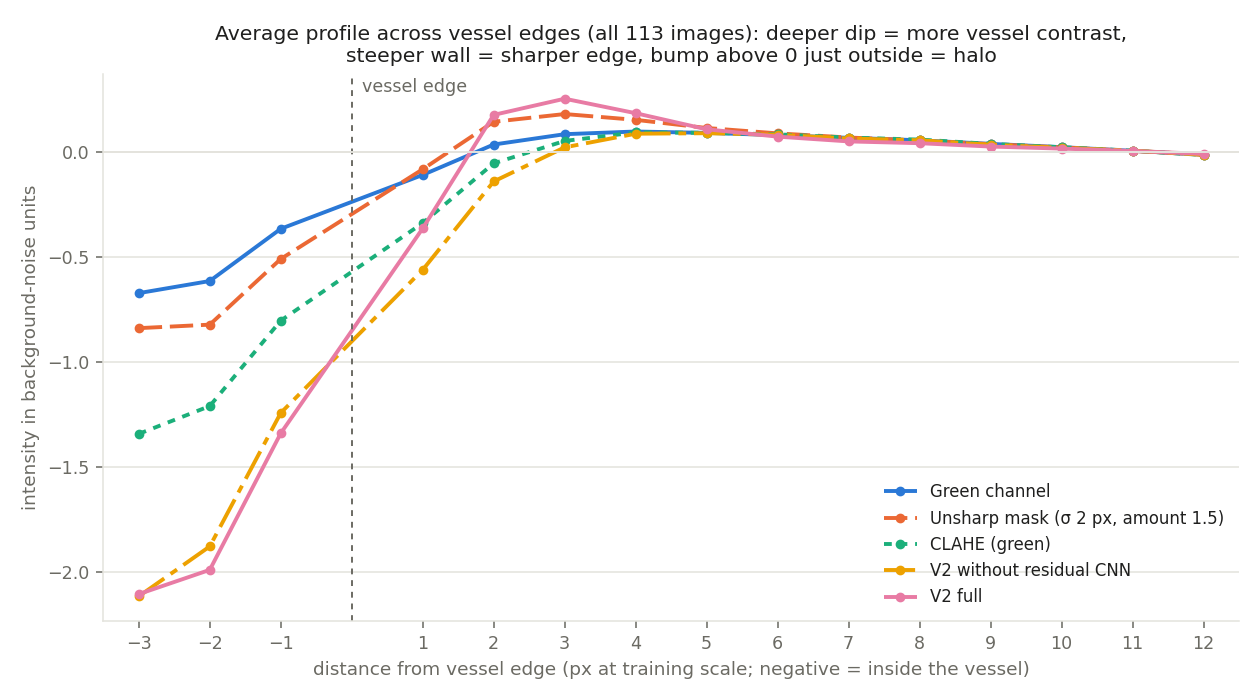 Average profile across vessel edges (all 113 images): deeper dip = more vessel contrast,
steeper wall = sharper edge, bump above 0 just outside = halo
vessel edge
intensity in background-noise units
0.0
−0.5
−1.0
−1.5
−2.0
Green channel
Unsharp mask (σ 2 px, amount 1.5)
CLAHE (green)
V2 without residual CNN
V2 full
−3 −2 −1 1 2 3 4 5 6 7 8 9 10 11 12
distance from vessel edge (px at training scale; negative = inside the vessel)